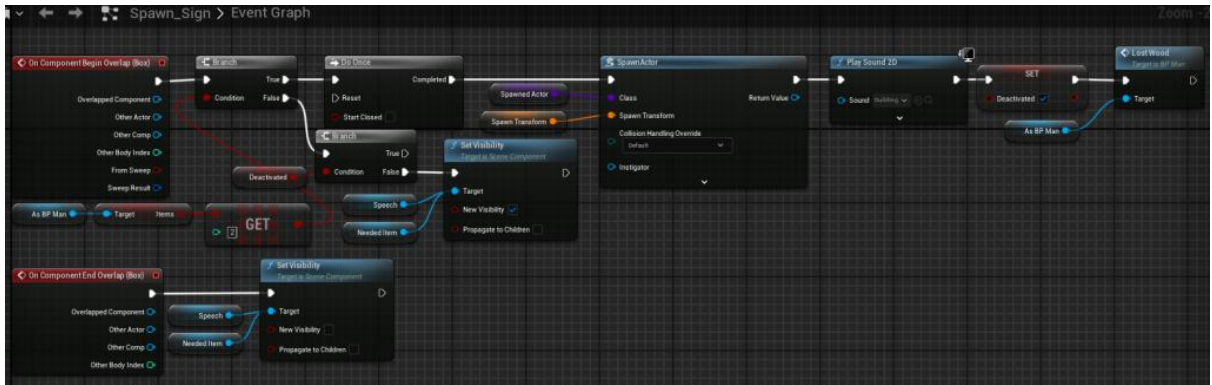 Spawn_Sign > Event Graph
Zoom -2
On Component Begin Overlap (Box)
Overlapped Component
Other Actor
Other Comp
Other Body Index
From Sweep
Sweep Result
Branch
Condition
True
False
Do Once
Reset
Start Closed
Completed
Branch
Condition
True
False
Deactivated
As BP Man
Target
Items
2
GET
Set Visibility
Target is Scene Component
Target
New Visibility
Propagate to Children
Speech
Needed Item
Spawned Actor
Spawn Transform
SpawnActor
Class
Return Value
Spawn Transform
Collision Handling Override
Default
Instigator
Play Sound 2D
Sound
Building
SET
Deactivated
As BP Man
Lost Wood
Target is BP Man
Target
On Component End Overlap (Box)
Overlapped Component
Other Actor
Other Comp
Other Body Index
Speech
Needed Item
Set Visibility
Target is Scene Component
Target
New Visibility
Propagate to Children